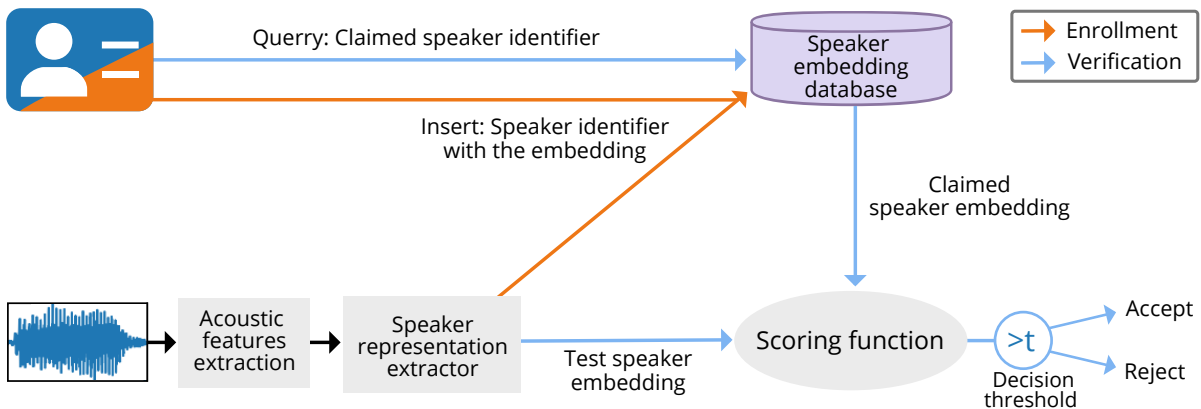 Querry: Claimed speaker identifier
Speaker
embedding
database
Enrollment
Verification
Insert: Speaker identifier
with the embedding
Claimed
speaker embedding
Acoustic
features
extraction
Speaker
representation
extractor
Test speaker
embedding
Scoring function
>t
Decision
threshold
Accept
Reject